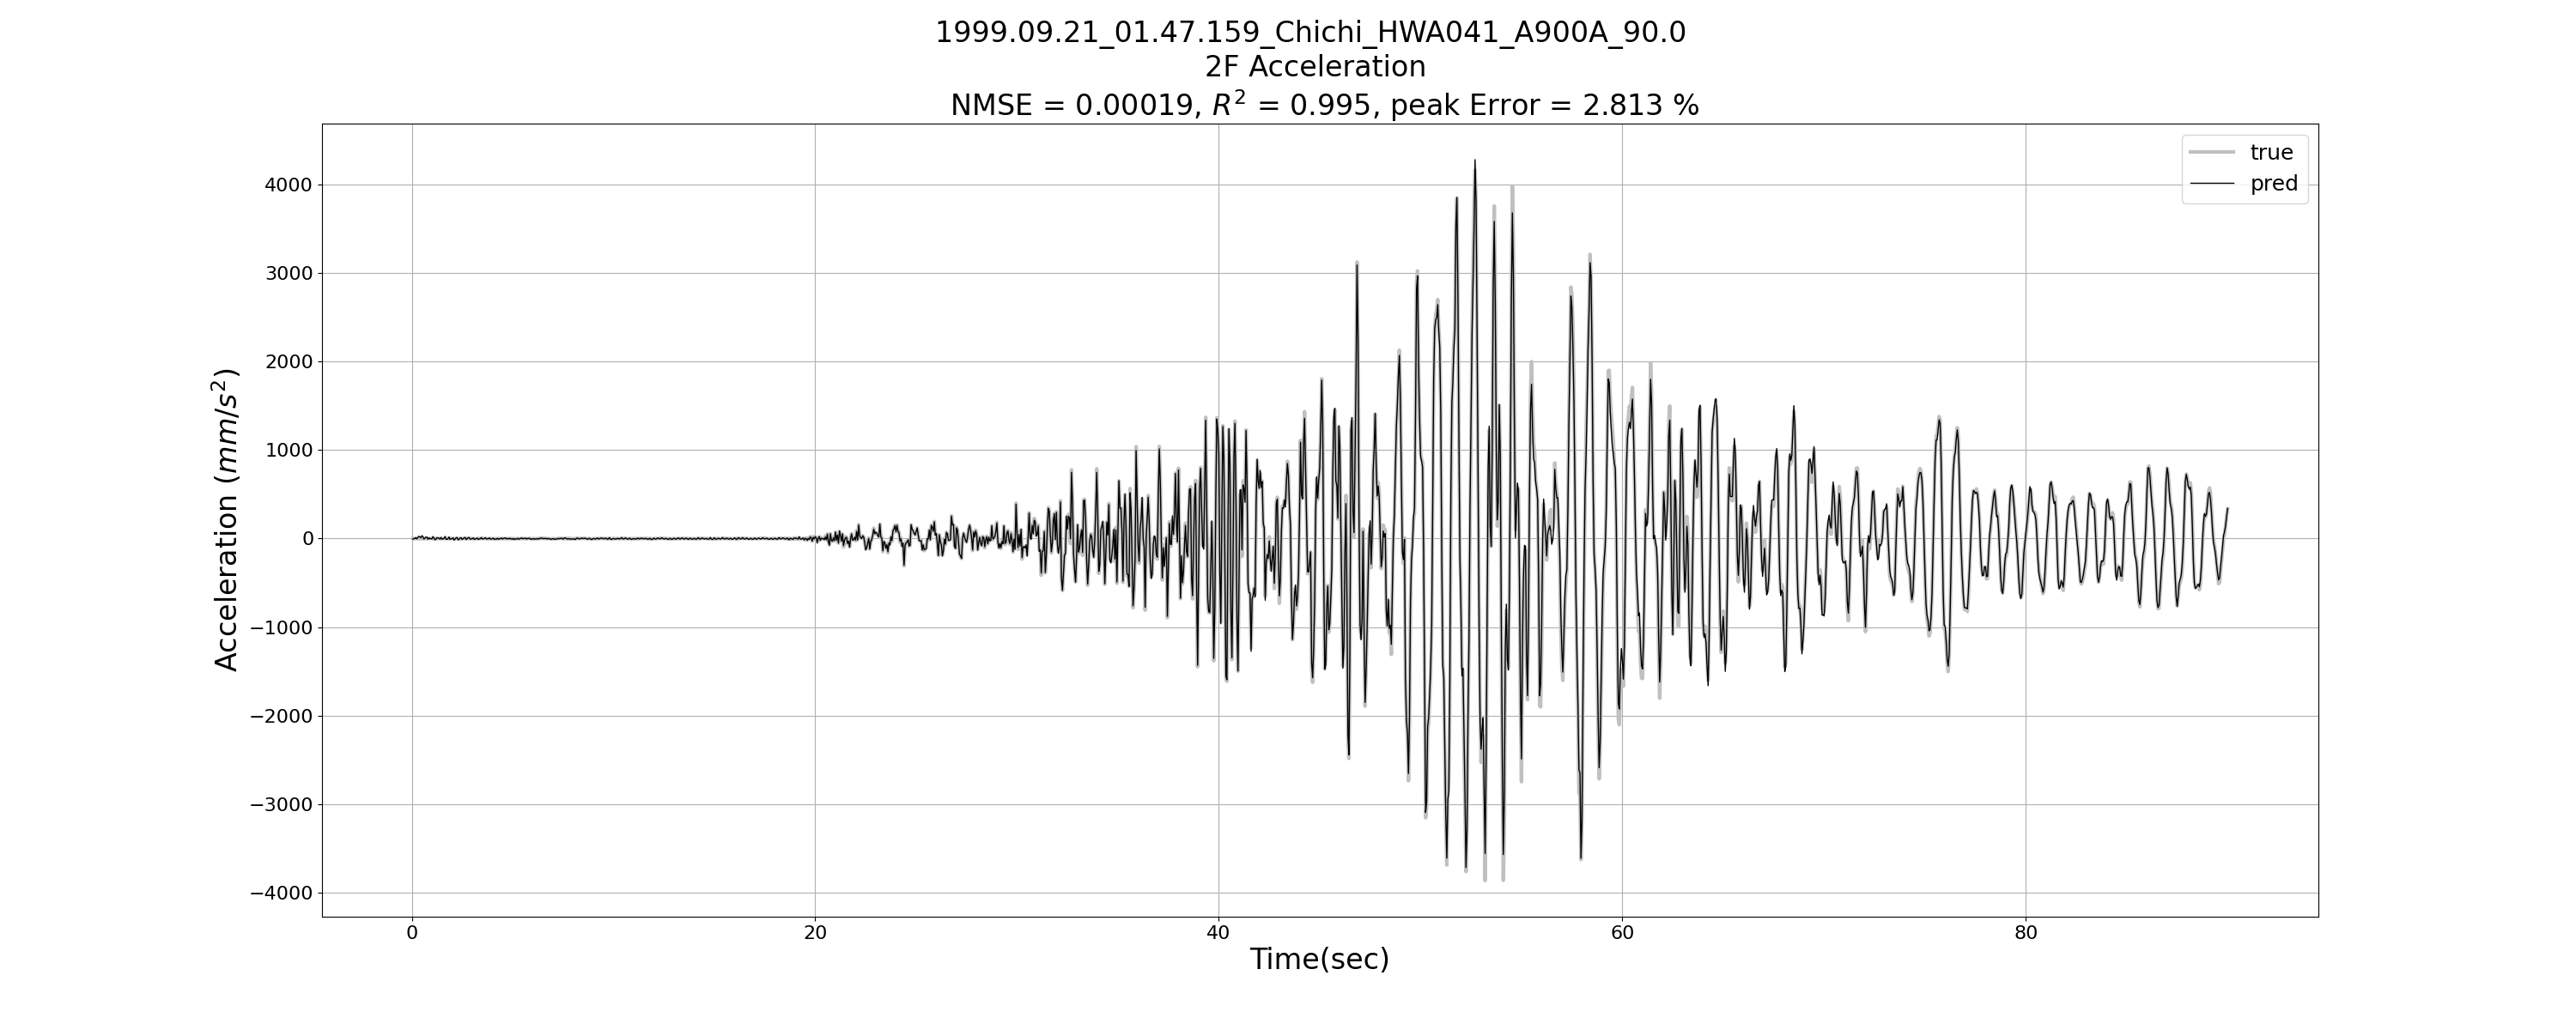 1999.09.21_01.47.159_Chichi_HWA041_A900A_90.0
2F Acceleration
NMSE = 0.00019, R² = 0.995, peak Error = 2.813 %
true
pred
Acceleration (mm/s²)
4000
3000
2000
1000
0
−1000
−2000
−3000
−4000
0 20 40 60 80
Time(sec)